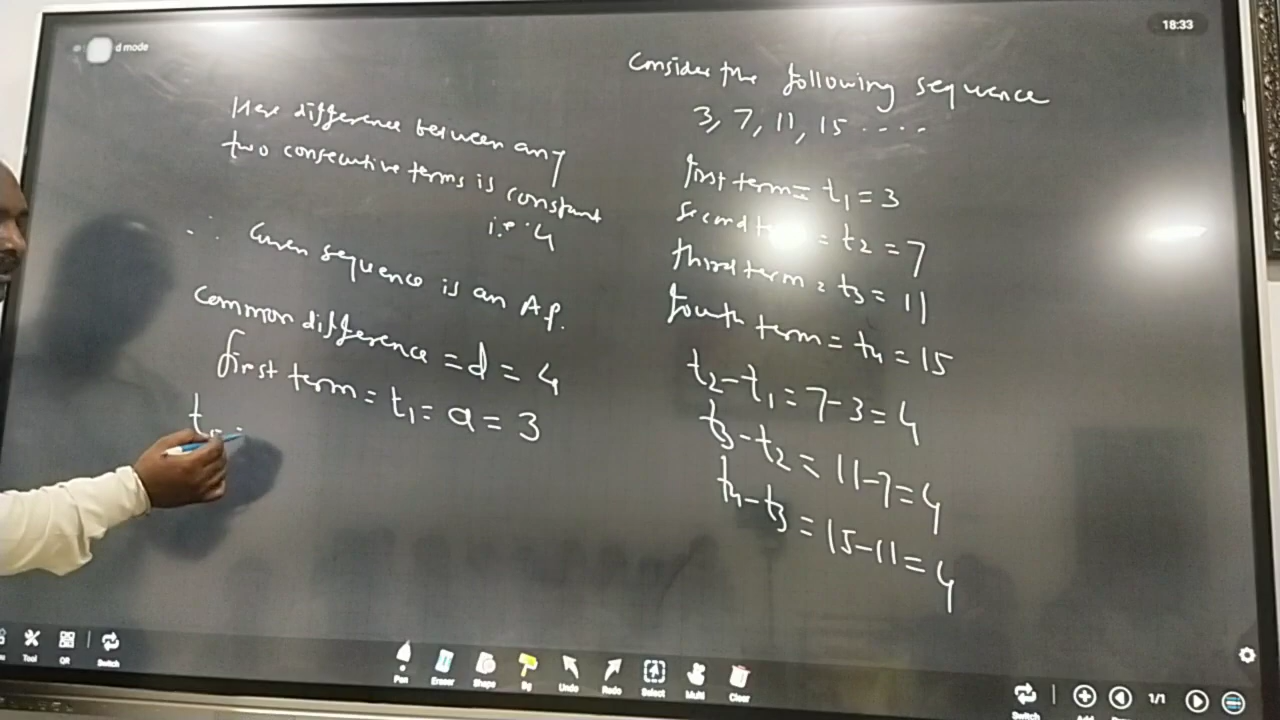 18:33
d mode
Consider the following sequence
3, 7, 11, 15 ....
first term = t1 = 3
second = t2 = 7
third term = t3 = 11
fourth term = t4 = 15
t2-t1 = 7-3 = 4
t3-t2 = 11-7 = 4
t4-t3 = 15-11 = 4
Here difference between any
two consecutive terms is constant
i.e. 4
∴ Given sequence is an A.P.
Common difference = d = 4
first term = t1 = a = 3
t
Tool
QR
Switch
Pen
Eraser
Shape
Bg
Undo
Redo
Select
Multi
Clear
Switch
1/1